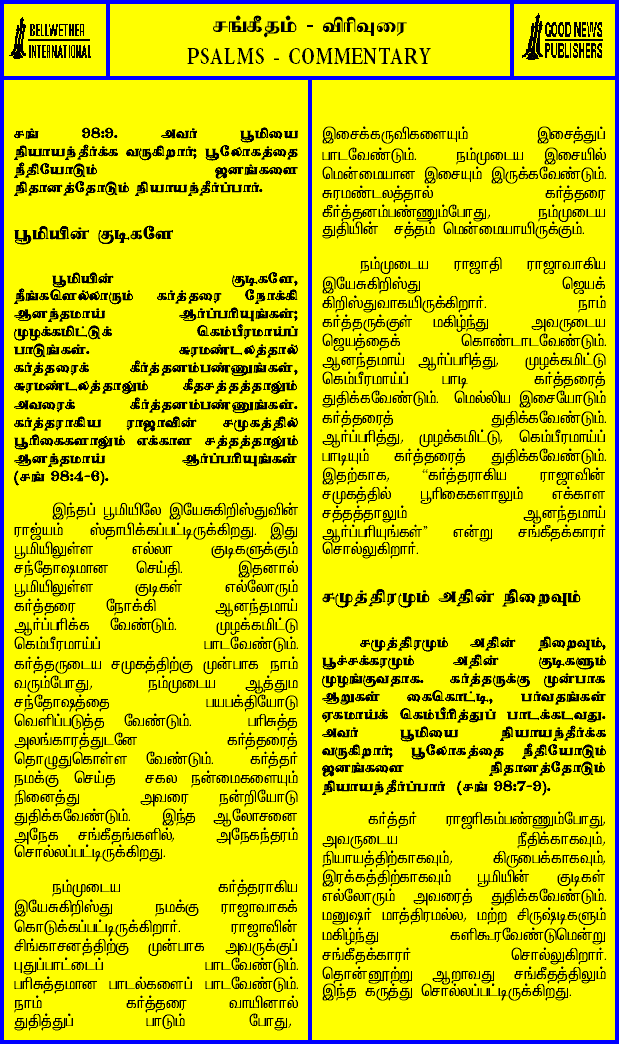 BELLWETHER
INTERNATIONAL
சங்கீதம் - விரிவுரை
PSALMS - COMMENTARY
GOOD NEWS
PUBLISHERS
சங் 98:9. அவர் பூமியை
நியாயந்தீர்க்க வருகிறார்; பூலோகத்தை
நீதியோடும் ஜனங்களை
நிதானத்தோடும் நியாயந்தீர்ப்பார்.
பூமியின் குடிகளே
பூமியின் குடிகளே,
நீங்களெல்லாரும் கர்த்தரை நோக்கி
ஆனந்தமாய் ஆர்ப்பரியுங்கள்;
முழக்கமிட்டுக் கெம்பீரமாய்ப்
பாடுங்கள். சுரமண்டலத்தால்
கர்த்தரைக் கீர்த்தனம்பண்ணுங்கள்,
சுரமண்டலத்தாலும் கீதசத்தத்தாலும்
அவரைக் கீர்த்தனம்பண்ணுங்கள்.
கர்த்தராகிய ராஜாவின் சமுகத்தில்
பூரிகைகளாலும் எக்காள சத்தத்தாலும்
ஆனந்தமாய் ஆர்ப்பரியுங்கள்
(சங் 98:4-6).
இந்தப் பூமியிலே இயேசுகிறிஸ்துவின்
ராஜ்யம் ஸ்தாபிக்கப்பட்டிருக்கிறது. இது
பூமியிலுள்ள எல்லா குடிகளுக்கும்
சந்தோஷமான செய்தி. இதனால்
பூமியிலுள்ள குடிகள் எல்லோரும்
கர்த்தரை நோக்கி ஆனந்தமாய்
ஆர்ப்பரிக்க வேண்டும். முழக்கமிட்டு
கெம்பீரமாய்ப் பாடவேண்டும்.
கர்த்தருடைய சமுகத்திற்கு முன்பாக நாம்
வரும்போது, நம்முடைய ஆத்தும
சந்தோஷத்தை பயபக்தியோடு
வெளிப்படுத்த வேண்டும். பரிசுத்த
அலங்காரத்துடனே கர்த்தரைத்
தொழுதுகொள்ள வேண்டும். கர்த்தர்
நமக்கு செய்த சகல நன்மைகளையும்
நினைத்து அவரை நன்றியோடு
துதிக்கவேண்டும். இந்த ஆலோசனை
அநேக சங்கீதங்களில், அநேகந்தரம்
சொல்லப்பட்டிருக்கிறது.
நம்முடைய கர்த்தராகிய
இயேசுகிறிஸ்து நமக்கு ராஜாவாகக்
கொடுக்கப்பட்டிருக்கிறார். ராஜாவின்
சிங்காசனத்திற்கு முன்பாக அவருக்குப்
புதுப்பாட்டைப் பாடவேண்டும்.
பரிசுத்தமான பாடல்களைப் பாடவேண்டும்.
நாம் கர்த்தரை வாயினால்
துதித்துப் பாடும் போது,
இசைக்கருவிகளையும் இசைத்துப்
பாடவேண்டும். நம்முடைய இசையில்
மென்மையான இசையும் இருக்கவேண்டும்.
சுரமண்டலத்தால் கர்த்தரை
கீர்த்தனம்பண்ணும்போது, நம்முடைய
துதியின் சத்தம் மென்மையாயிருக்கும்.
நம்முடைய ராஜாதி ராஜாவாகிய
இயேசுகிறிஸ்து ஜெயக்
கிறிஸ்துவாகயிருக்கிறார். நாம்
கர்த்தருக்குள் மகிழ்ந்து அவருடைய
ஜெயத்தைக் கொண்டாடவேண்டும்.
ஆனந்தமாய் ஆர்ப்பரித்து, முழக்கமிட்டு
கெம்பீரமாய்ப் பாடி கர்த்தரைத்
துதிக்கவேண்டும். மெல்லிய இசையோடும்
கர்த்தரைத் துதிக்கவேண்டும்.
ஆர்ப்பரித்து, முழக்கமிட்டு, கெம்பீரமாய்ப்
பாடியும் கர்த்தரைத் துதிக்கவேண்டும்.
இதற்காக, “கர்த்தராகிய ராஜாவின்
சமுகத்தில் பூரிகைகளாலும் எக்காள
சத்தத்தாலும் ஆனந்தமாய்
ஆர்ப்பரியுங்கள்” என்று சங்கீதக்காரர்
சொல்லுகிறார்.
சமுத்திரமும் அதின் நிறைவும்
சமுத்திரமும் அதின் நிறைவும்,
பூச்சக்கரமும் அதின் குடிகளும்
முழங்குவதாக. கர்த்தருக்கு முன்பாக
ஆறுகள் கைகொட்டி, பர்வதங்கள்
ஏகமாய்க் கெம்பீரித்துப் பாடக்கடவது.
அவர் பூமியை நியாயந்தீர்க்க
வருகிறார்; பூலோகத்தை நீதியோடும்
ஜனங்களை நிதானத்தோடும்
நியாயந்தீர்ப்பார் (சங் 98:7-9).
கர்த்தர் ராஜரிகம்பண்ணும்போது,
அவருடைய நீதிக்காகவும்,
நியாயத்திற்காகவும், கிருபைக்காகவும்,
இரக்கத்திற்காகவும் பூமியின் குடிகள்
எல்லோரும் அவரைத் துதிக்கவேண்டும்.
மனுஷர் மாத்திரமல்ல, மற்ற சிருஷ்டிகளும்
மகிழ்ந்து களிகூரவேண்டுமென்று
சங்கீதக்காரர் சொல்லுகிறார்.
தொன்னூற்று ஆறாவது சங்கீதத்திலும்
இந்த கருத்து சொல்லப்பட்டிருக்கிறது.